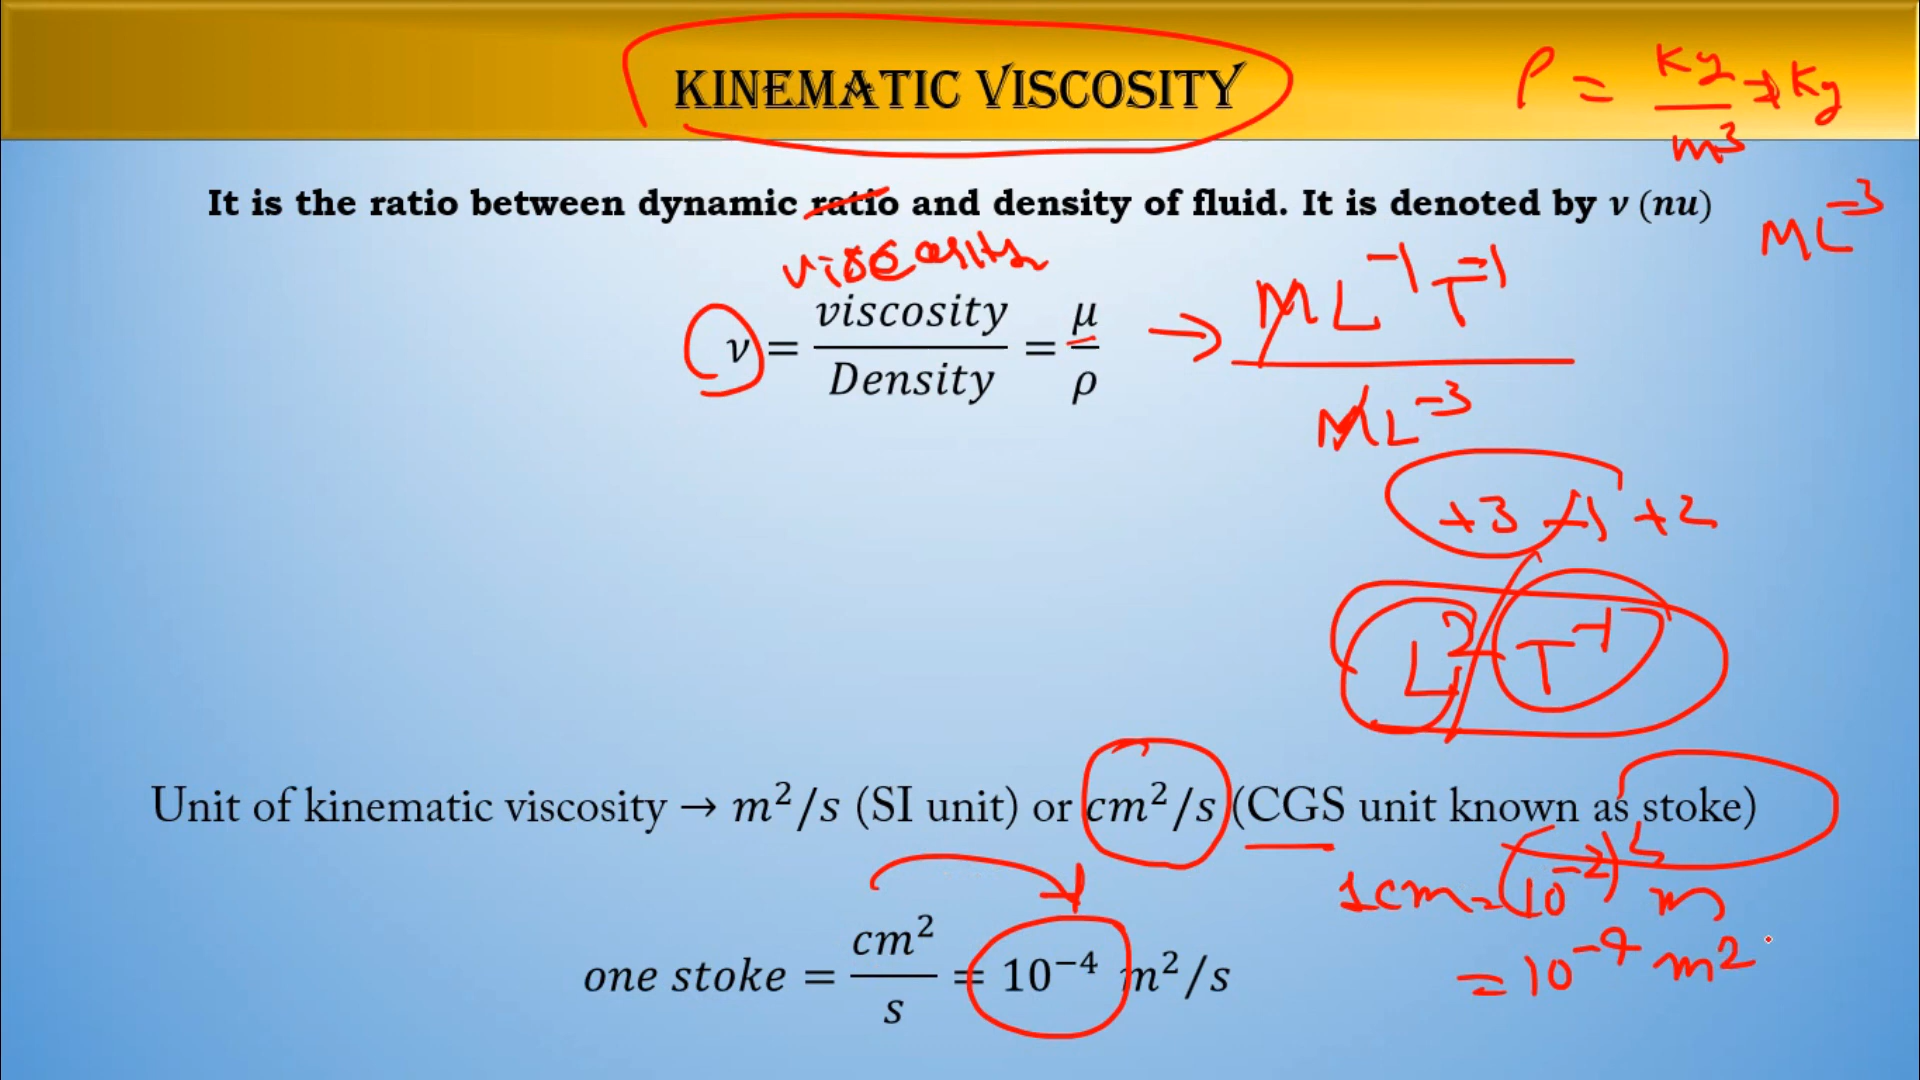 KINEMATIC VISCOSITY
ρ = Kg/m³ → Kg
ML⁻³
It is the ratio between dynamic ratio and density of fluid. It is denoted by ν (nu)
viscosity
ν = viscosity/Density = μ/ρ → ML⁻¹T⁻¹/ML⁻³
+3 -1 +2
L² T⁻¹
Unit of kinematic viscosity → m²/s (SI unit) or cm²/s (CGS unit known as stoke)
1cm = (10⁻²) m
one stoke = cm²/s = 10⁻⁴ m²/s
= 10⁻⁴ m²